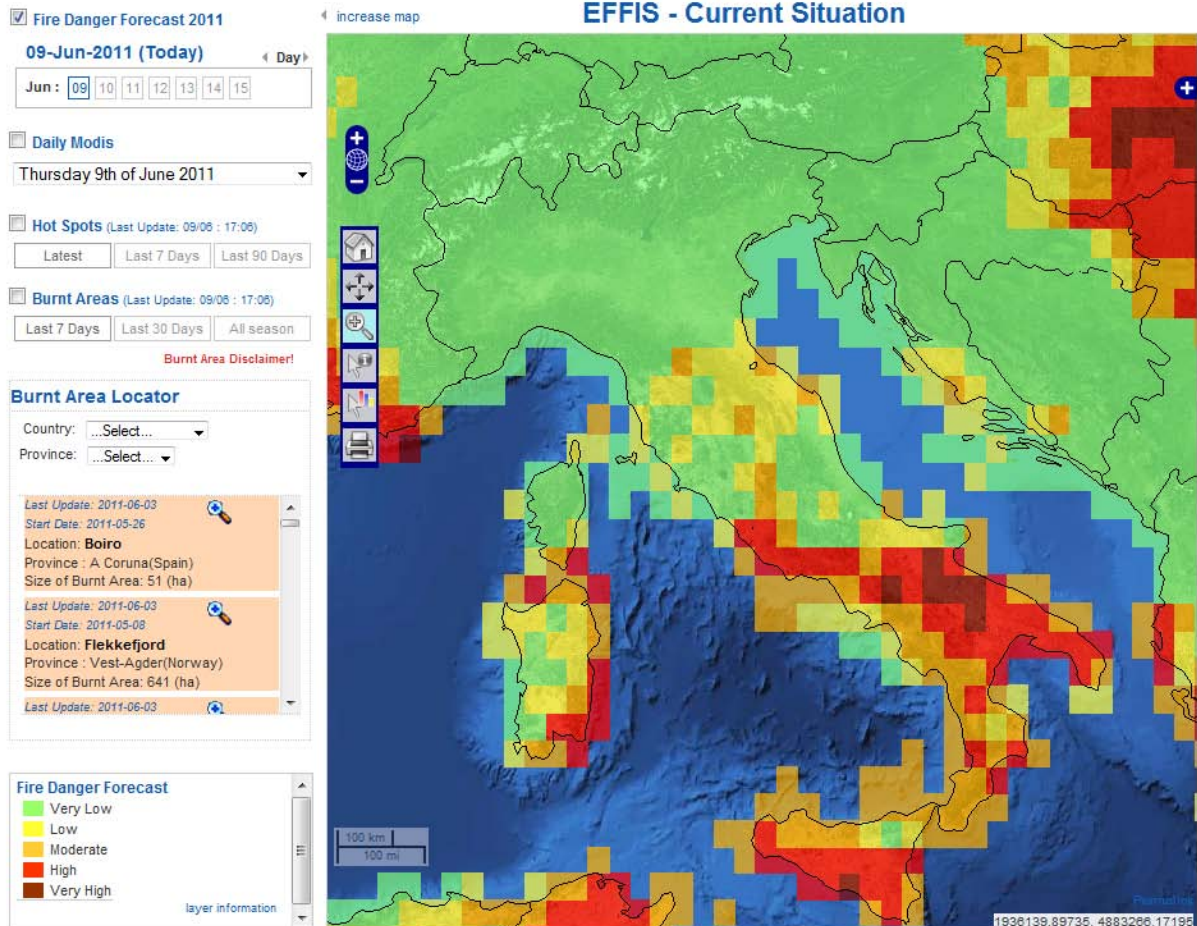 Fire Danger Forecast 2011
09-Jun-2011 (Today)
Day
Jun : 09 10 11 12 13 14 15
Daily Modis
Thursday 9th of June 2011
Hot Spots (Last Update: 09/06 : 17:06)
Latest Last 7 Days Last 90 Days
Burnt Areas (Last Update: 09/06 : 17:06)
Last 7 Days Last 30 Days All season
Burnt Area Disclaimer!
Burnt Area Locator
Country: ...Select...
Province: ...Select...
Last Update: 2011-06-03
Start Date: 2011-05-26
Location: Boiro
Province : A Coruna(Spain)
Size of Burnt Area: 51 (ha)
Last Update: 2011-06-03
Start Date: 2011-05-08
Location: Flekkefjord
Province : Vest-Agder(Norway)
Size of Burnt Area: 641 (ha)
Last Update: 2011-06-03
Fire Danger Forecast
Very Low
Low
Moderate
High
Very High
layer information
increase map
EFFIS - Current Situation
100 km
100 mi
Permalink
1936139.89735, 4883266.17195